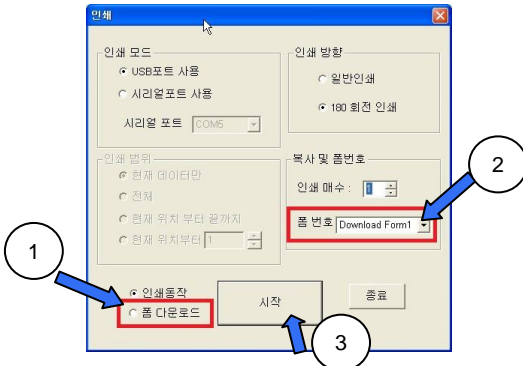 인쇄
인쇄 모드
USB포트 사용
시리얼포트 사용
시리얼 포트 COM5
인쇄 방향
일반인쇄
180 회전 인쇄
인쇄 범위
현재 데이터만
전체
현재 위치 부터 끝까지
현재 위치부터 1
복사 및 폼번호
인쇄 매수 : 1
폼 번호 Download Form1
인쇄동작
폼 다운로드
시작
종료
1
2
3